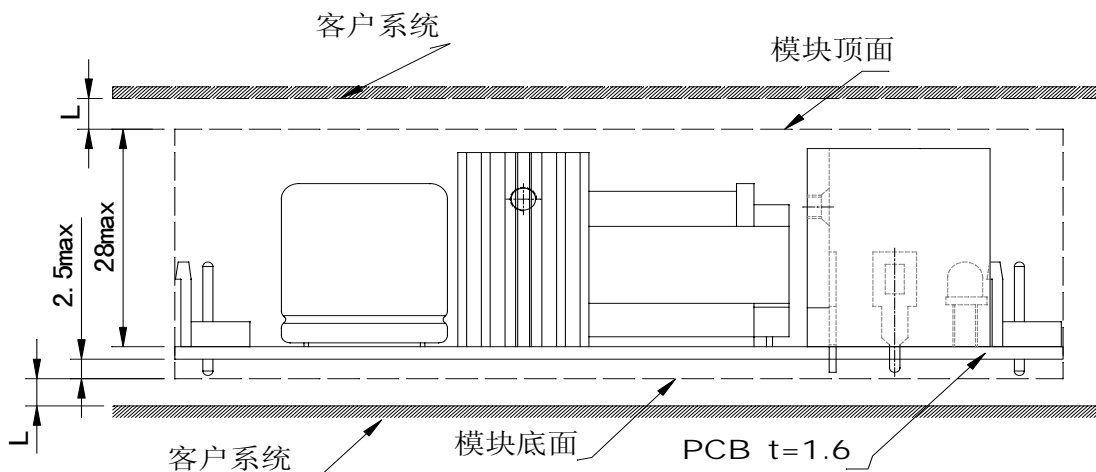 客户系统
模块顶面
L
28max
2.5max
L
客户系统
模块底面
PCB t=1.6